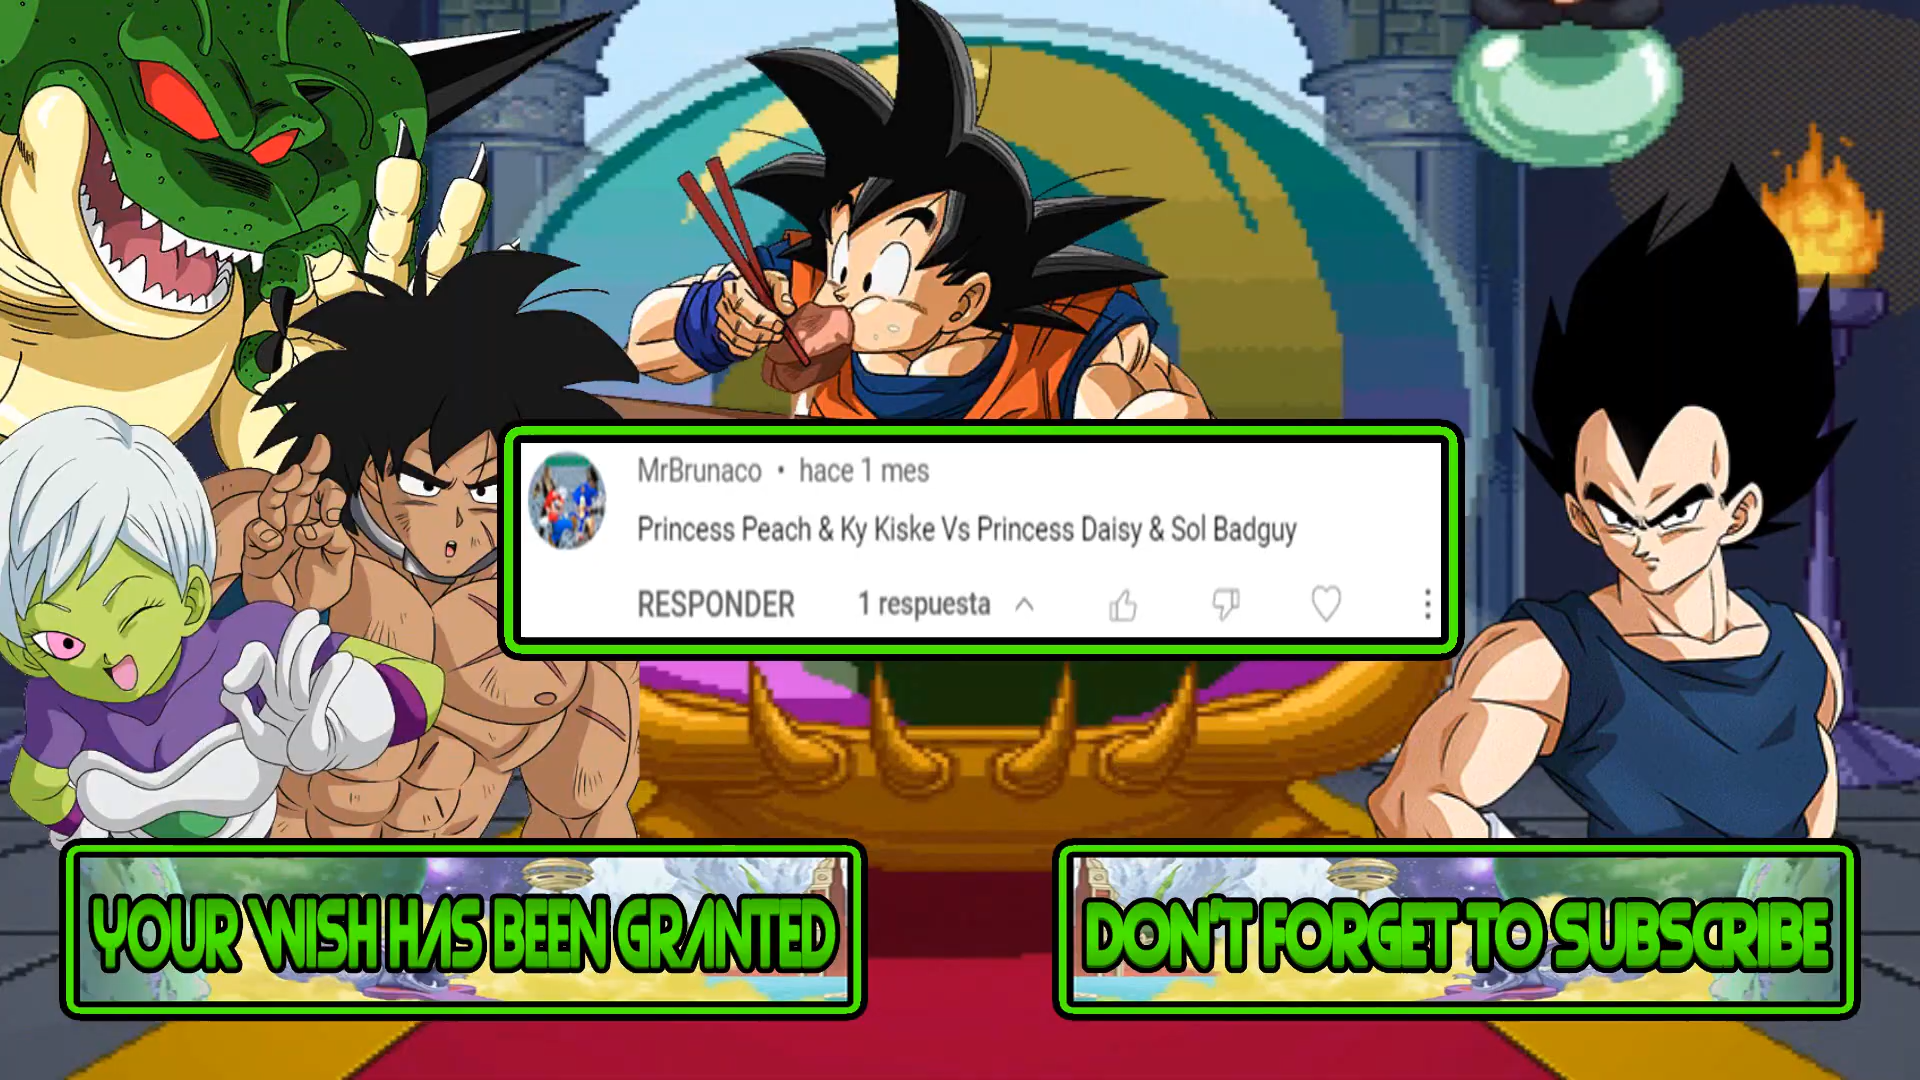 MrBrunaco • hace 1 mes
Princess Peach & Ky Kiske Vs Princess Daisy & Sol Badguy
RESPONDER 1 respuesta
YOUR WISH HAS BEEN GRANTED
DON'T FORGET TO SUBSCRIBE